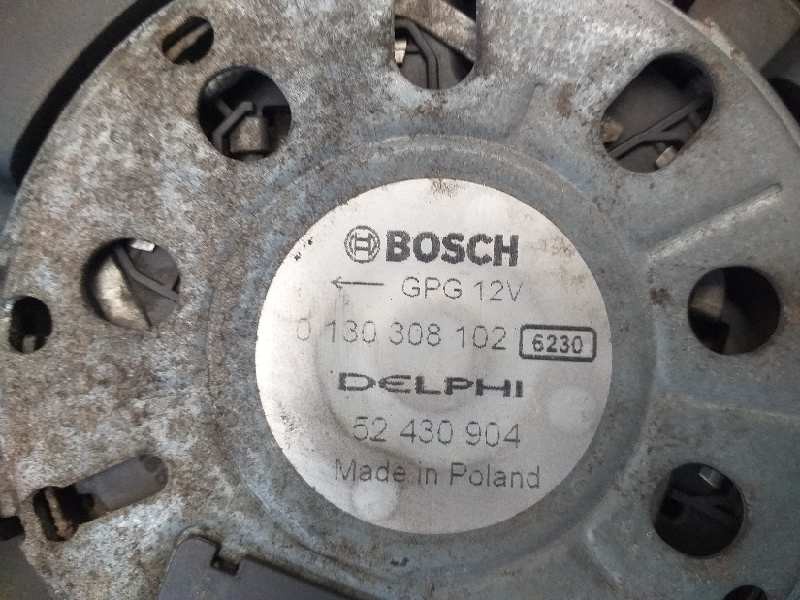 BOSCH
← GPG 12V
0 130 308 102 6230
DELPHI
52 430 904
Made in Poland